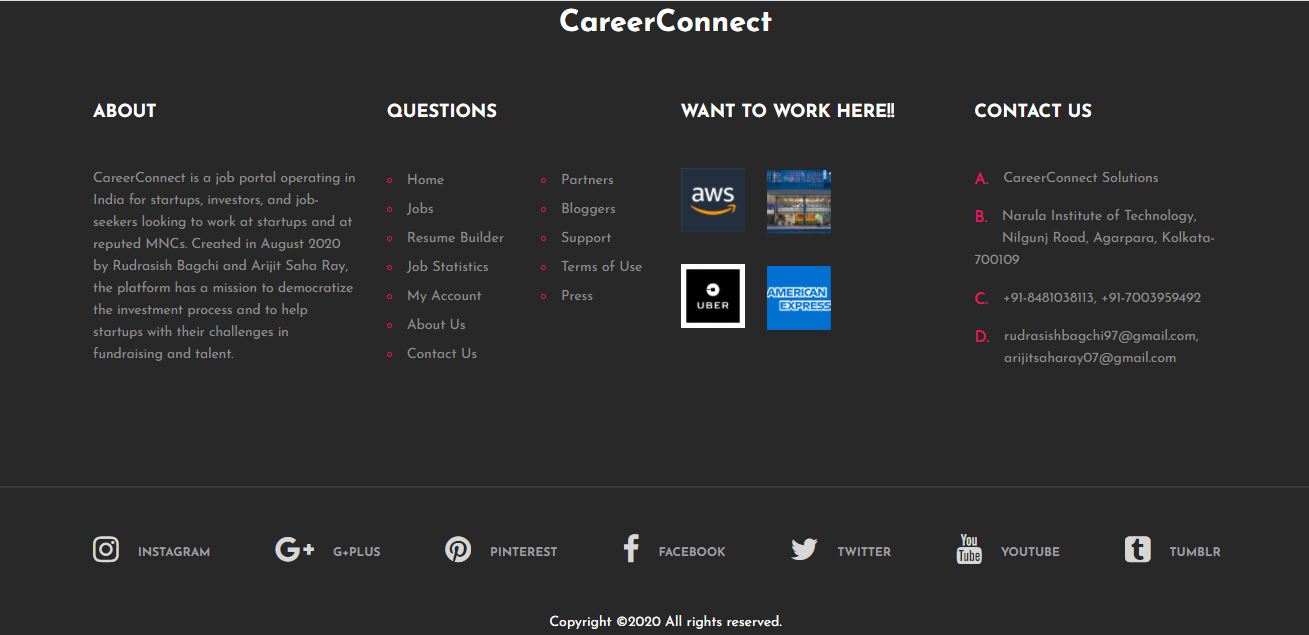 CareerConnect
ABOUT
CareerConnect is a job portal operating in
India for startups, investors, and job-
seekers looking to work at startups and at
reputed MNCs. Created in August 2020
by Rudrasish Bagchi and Arijit Saha Ray,
the platform has a mission to democratize
the investment process and to help
startups with their challenges in
fundraising and talent.
QUESTIONS
Home
Jobs
Resume Builder
Job Statistics
My Account
About Us
Contact Us
Partners
Bloggers
Support
Terms of Use
Press
WANT TO WORK HERE!!
aws
UBER
AMERICAN
EXPRESS
CONTACT US
A. CareerConnect Solutions
B. Narula Institute of Technology,
Nilgunj Road, Agarpara, Kolkata-
700109
C. +91-8481038113, +91-7003959492
D. rudrasishbagchi97@gmail.com,
arijitsaharay07@gmail.com
INSTAGRAM
G+ G+PLUS
PINTEREST
FACEBOOK
TWITTER
You
Tube
YOUTUBE
TUMBLR
Copyright ©2020 All rights reserved.